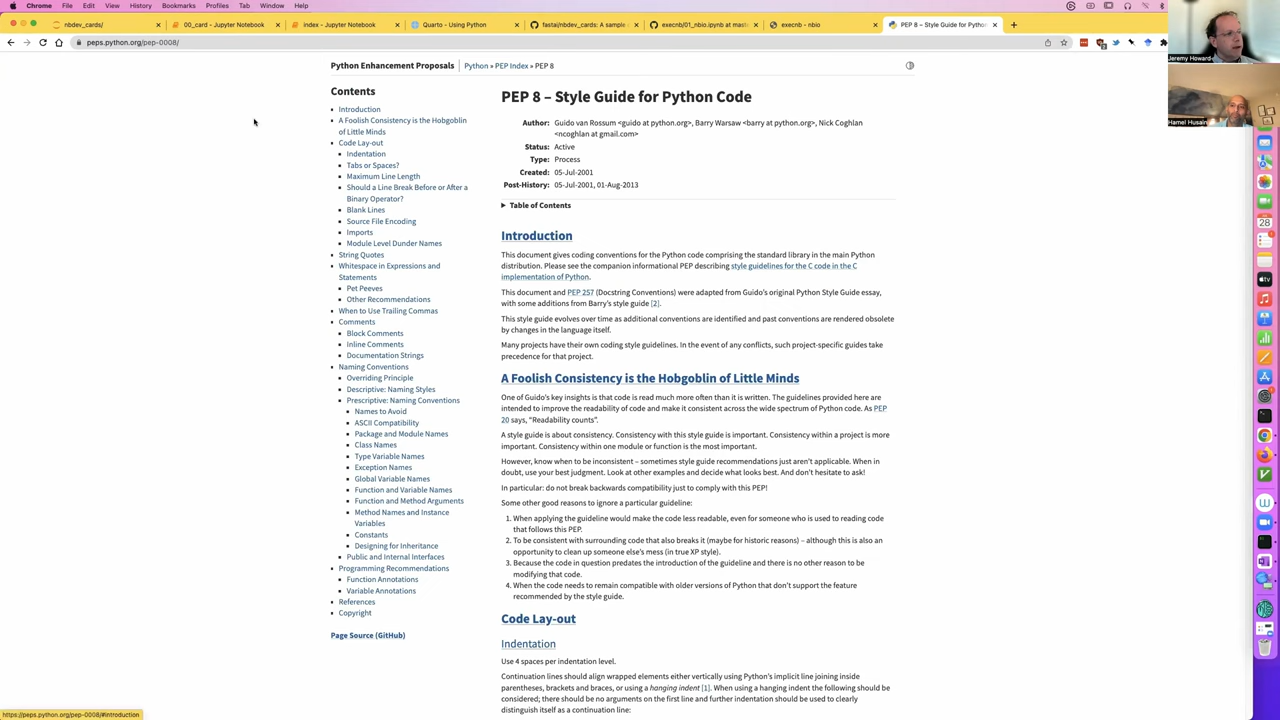 Chrome File Edit View History Bookmarks Profiles Tab Window Help
nbdev_cards/
00_card - Jupyter Notebook
index - Jupyter Notebook
Quarto - Using Python
fastai/nbdev_cards: A sample
execnb/01_nbio.ipynb at mast
execnb - nbio
PEP 8 – Style Guide for Python
peps.python.org/pep-0008/
Jeremy Howard
Hamel Husain
28
Python Enhancement Proposals | Python » PEP Index » PEP 8
Contents
Introduction
A Foolish Consistency is the Hobgoblin
of Little Minds
Code Lay-out
Indentation
Tabs or Spaces?
Maximum Line Length
Should a Line Break Before or After a
Binary Operator?
Blank Lines
Source File Encoding
Imports
Module Level Dunder Names
String Quotes
Whitespace in Expressions and
Statements
Pet Peeves
Other Recommendations
When to Use Trailing Commas
Comments
Block Comments
Inline Comments
Documentation Strings
Naming Conventions
Overriding Principle
Descriptive: Naming Styles
Prescriptive: Naming Conventions
Names to Avoid
ASCII Compatibility
Package and Module Names
Class Names
Type Variable Names
Exception Names
Global Variable Names
Function and Variable Names
Function and Method Arguments
Method Names and Instance
Variables
Constants
Designing for Inheritance
Public and Internal Interfaces
Programming Recommendations
Function Annotations
Variable Annotations
References
Copyright
Page Source (GitHub)
PEP 8 – Style Guide for Python Code
Author: Guido van Rossum <guido at python.org>, Barry Warsaw <barry at python.org>, Nick Coghlan
<ncoghlan at gmail.com>
Status: Active
Type: Process
Created: 05-Jul-2001
Post-History: 05-Jul-2001, 01-Aug-2013
Table of Contents
Introduction
This document gives coding conventions for the Python code comprising the standard library in the main Python
distribution. Please see the companion informational PEP describing style guidelines for the C code in the C
implementation of Python.
This document and PEP 257 (Docstring Conventions) were adapted from Guido's original Python Style Guide essay,
with some additions from Barry's style guide [2].
This style guide evolves over time as additional conventions are identified and past conventions are rendered obsolete
by changes in the language itself.
Many projects have their own coding style guidelines. In the event of any conflicts, such project-specific guides take
precedence for that project.
A Foolish Consistency is the Hobgoblin of Little Minds
One of Guido's key insights is that code is read much more often than it is written. The guidelines provided here are
intended to improve the readability of code and make it consistent across the wide spectrum of Python code. As PEP
20 says, "Readability counts".
A style guide is about consistency. Consistency with this style guide is important. Consistency within a project is more
important. Consistency within one module or function is the most important.
However, know when to be inconsistent – sometimes style guide recommendations just aren't applicable. When in
doubt, use your best judgment. Look at other examples and decide what looks best. And don't hesitate to ask!
In particular: do not break backwards compatibility just to comply with this PEP!
Some other good reasons to ignore a particular guideline:
1. When applying the guideline would make the code less readable, even for someone who is used to reading code
that follows this PEP.
2. To be consistent with surrounding code that also breaks it (maybe for historic reasons) – although this is also an
opportunity to clean up someone else's mess (in true XP style).
3. Because the code in question predates the introduction of the guideline and there is no other reason to be
modifying that code.
4. When the code needs to remain compatible with older versions of Python that don't support the feature
recommended by the style guide.
Code Lay-out
Indentation
Use 4 spaces per indentation level.
Continuation lines should align wrapped elements either vertically using Python's implicit line joining inside
parentheses, brackets and braces, or using a hanging indent [1]. When using a hanging indent the following should be
considered; there should be no arguments on the first line and further indentation should be used to clearly
distinguish itself as a continuation line:
https://peps.python.org/pep-0008/#introduction